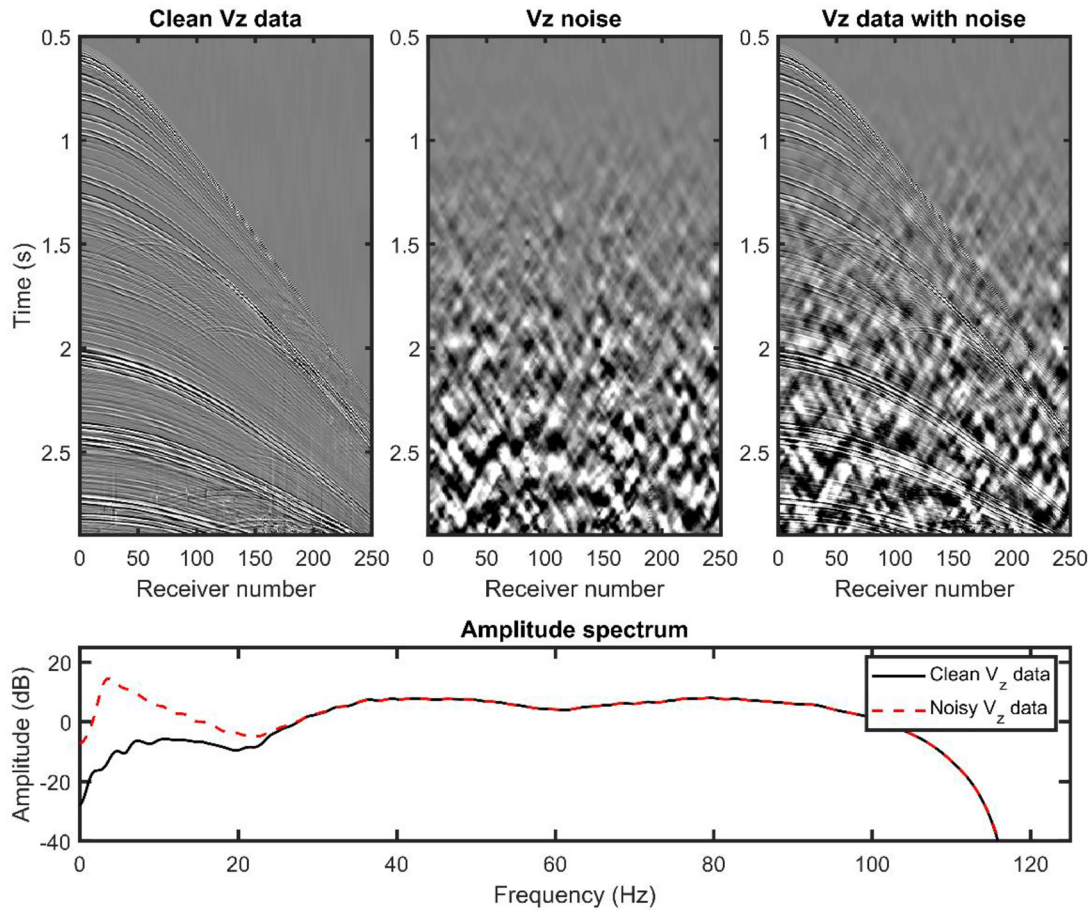 Clean Vz data
Vz noise
Vz data with noise
Time (s)
0.5
1
1.5
2
2.5
0 50 100 150 200 250
Receiver number
0.5
1
1.5
2
2.5
0 50 100 150 200 250
Receiver number
0.5
1
1.5
2
2.5
0 50 100 150 200 250
Receiver number
Amplitude spectrum
Amplitude (dB)
20
0
-20
-40
Clean V_z data
Noisy V_z data
0 20 40 60 80 100 120
Frequency (Hz)